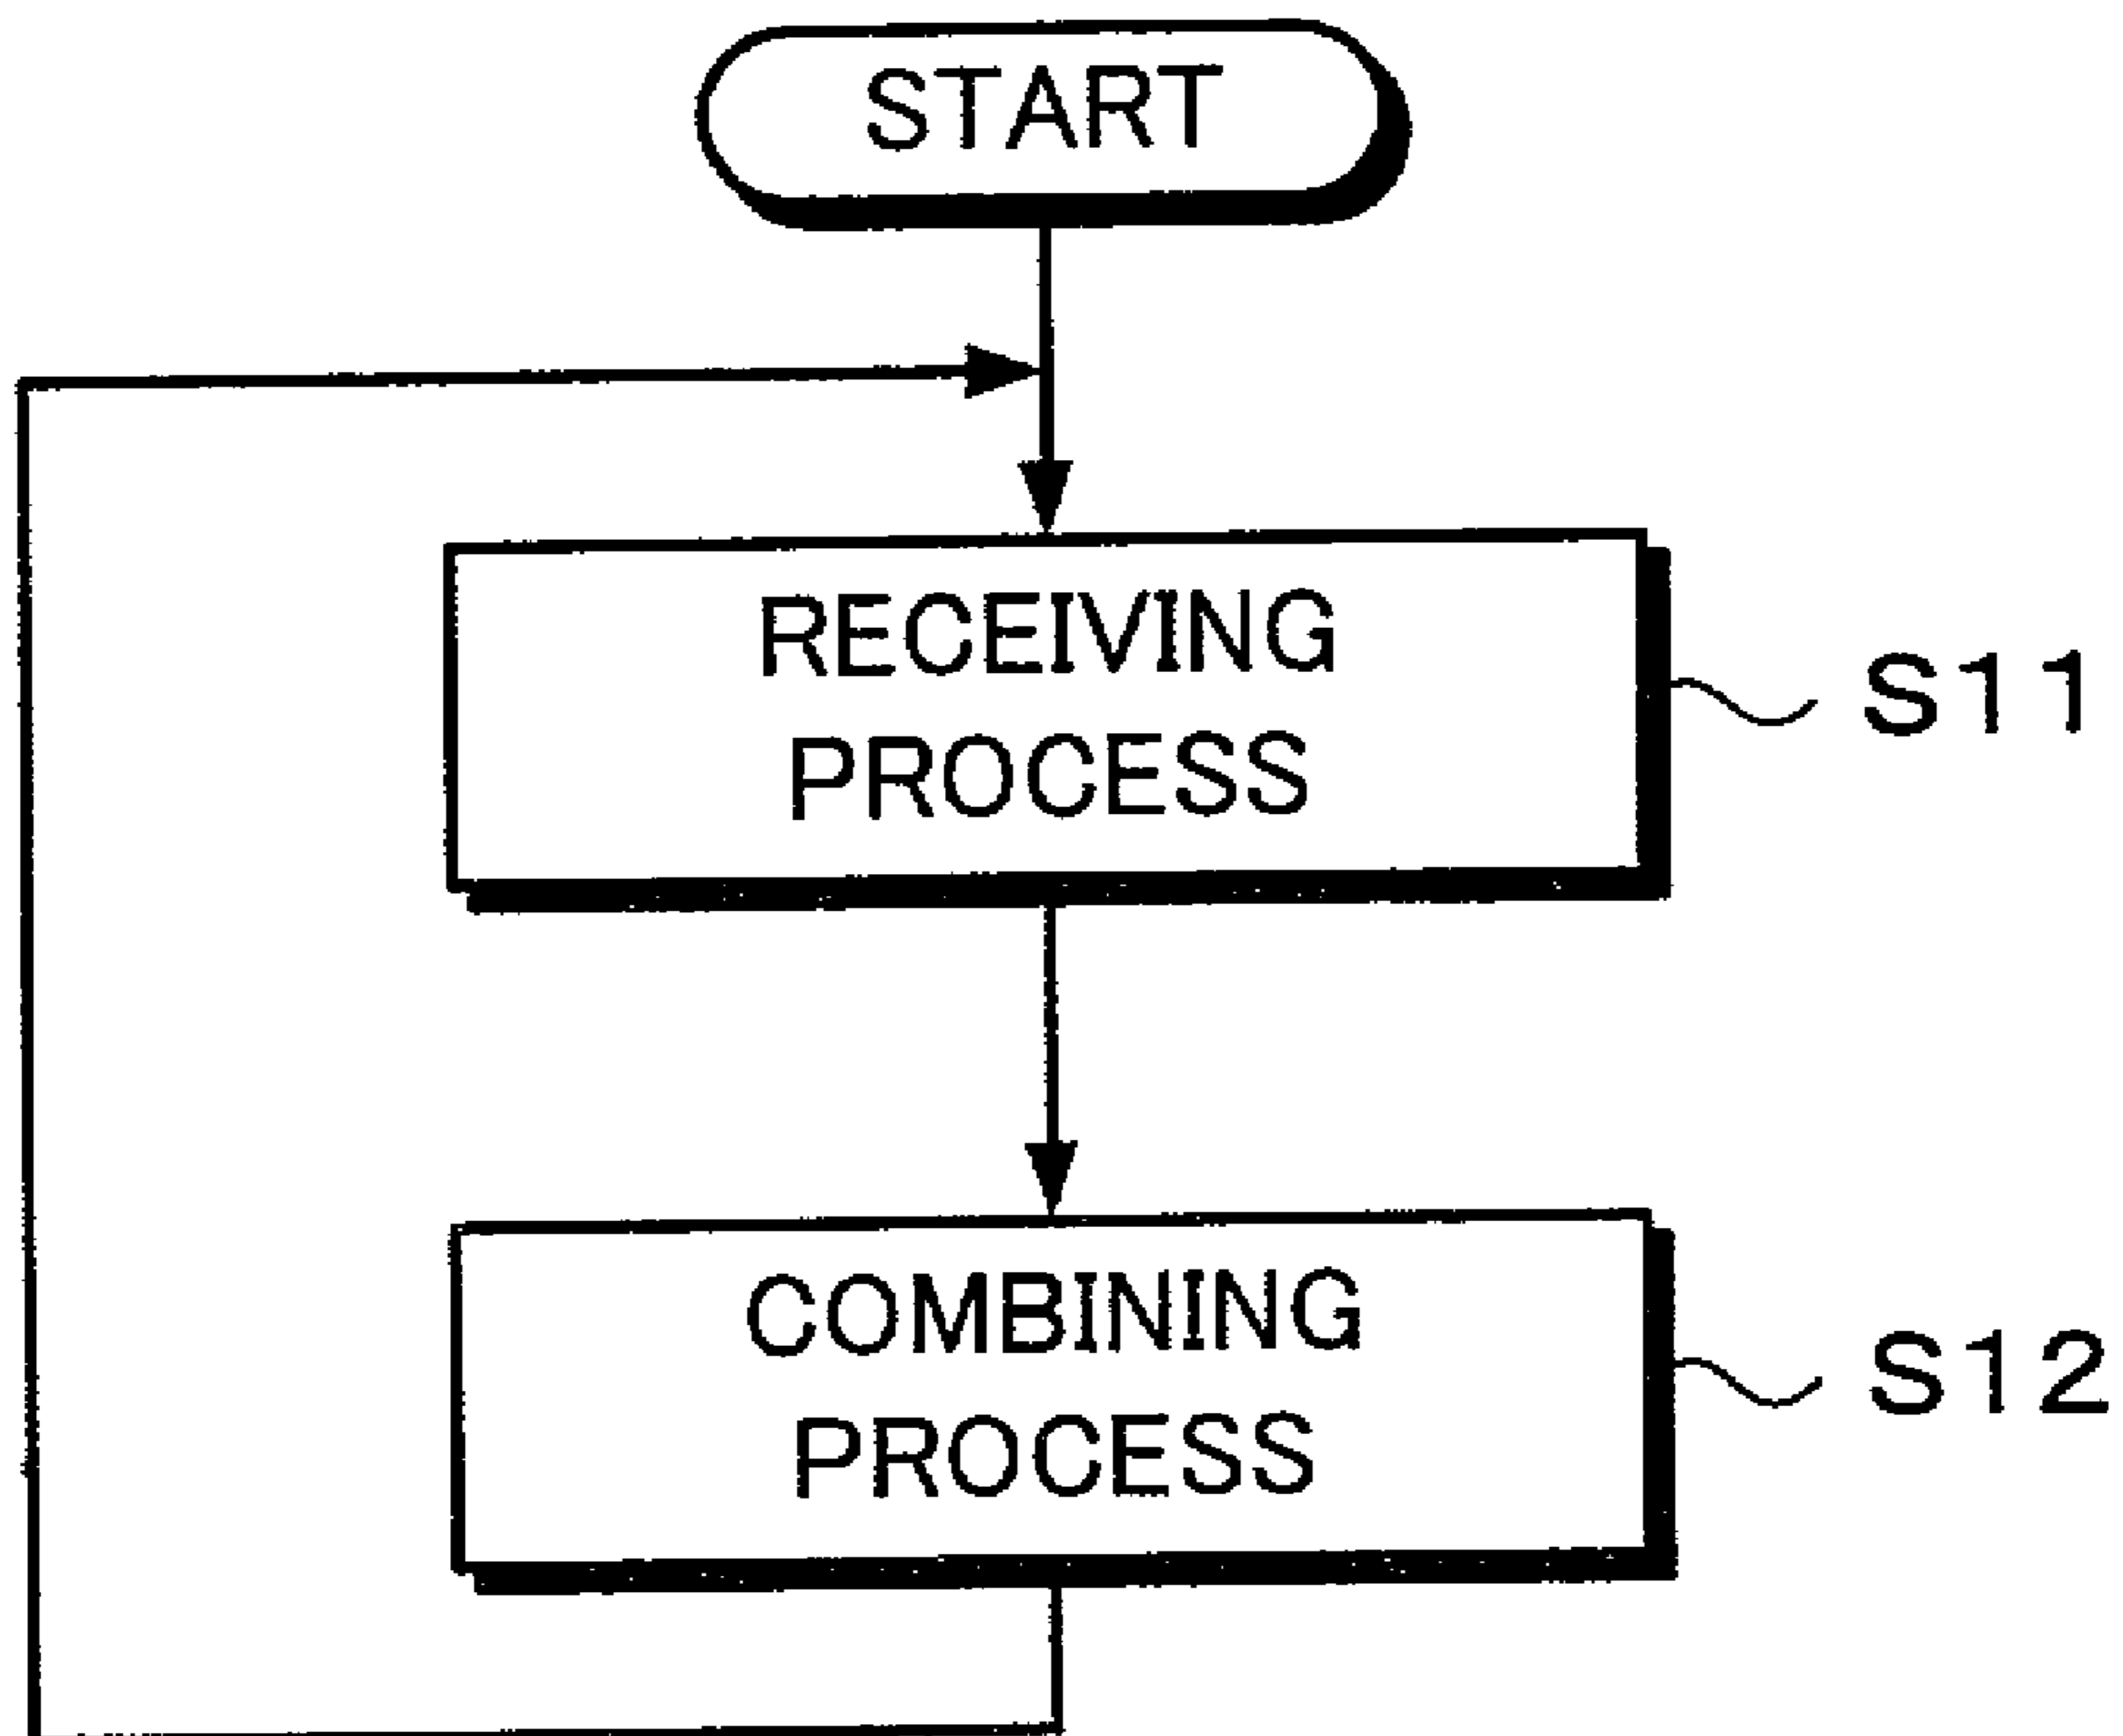 START
RECEIVING
PROCESS
S11
COMBINING
PROCESS
S12